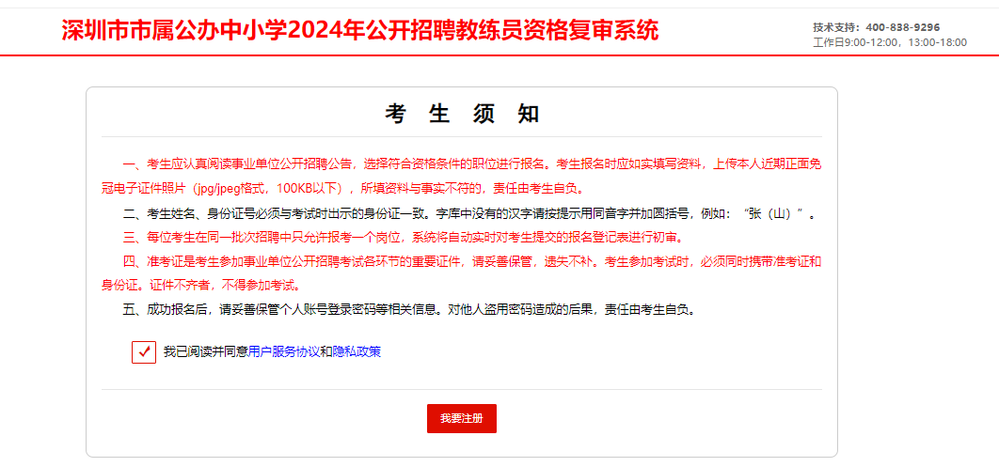 深圳市市属公办中小学2024年公开招聘教练员资格复审系统
技术支持：400-838-9296
工作日9:00-12:00，13:00-18:00
考 生 须 知
一、考生应认真阅读事业单位公开招聘公告，选择符合资格条件的职位进行报名。考生报名时应如实填写资料，上传本人近期正面免
冠电子证件照片（jpg/jpeg格式，100KB以下），所填资料与事实不符的，责任由考生自负。
二、考生姓名、身份证号必须与考试时出示的身份证一致。字库中没有的汉字请按提示用同音字并加圆括号，例如：“张（山）”。
三、每位考生在同一批次招聘中只允许报考一个岗位，系统将自动实时对考生提交的报名登记表进行初审。
四、准考证是考生参加事业单位公开招聘考试各环节的重要证件，请妥善保管，遗失不补。考生参加考试时，必须同时携带准考证和
身份证。证件不齐者，不得参加考试。
五、成功报名后，请妥善保管个人账号登录密码等相关信息。对他人盗用密码造成的后果，责任由考生自负。
我已阅读并同意用户服务协议和隐私政策
我要注册